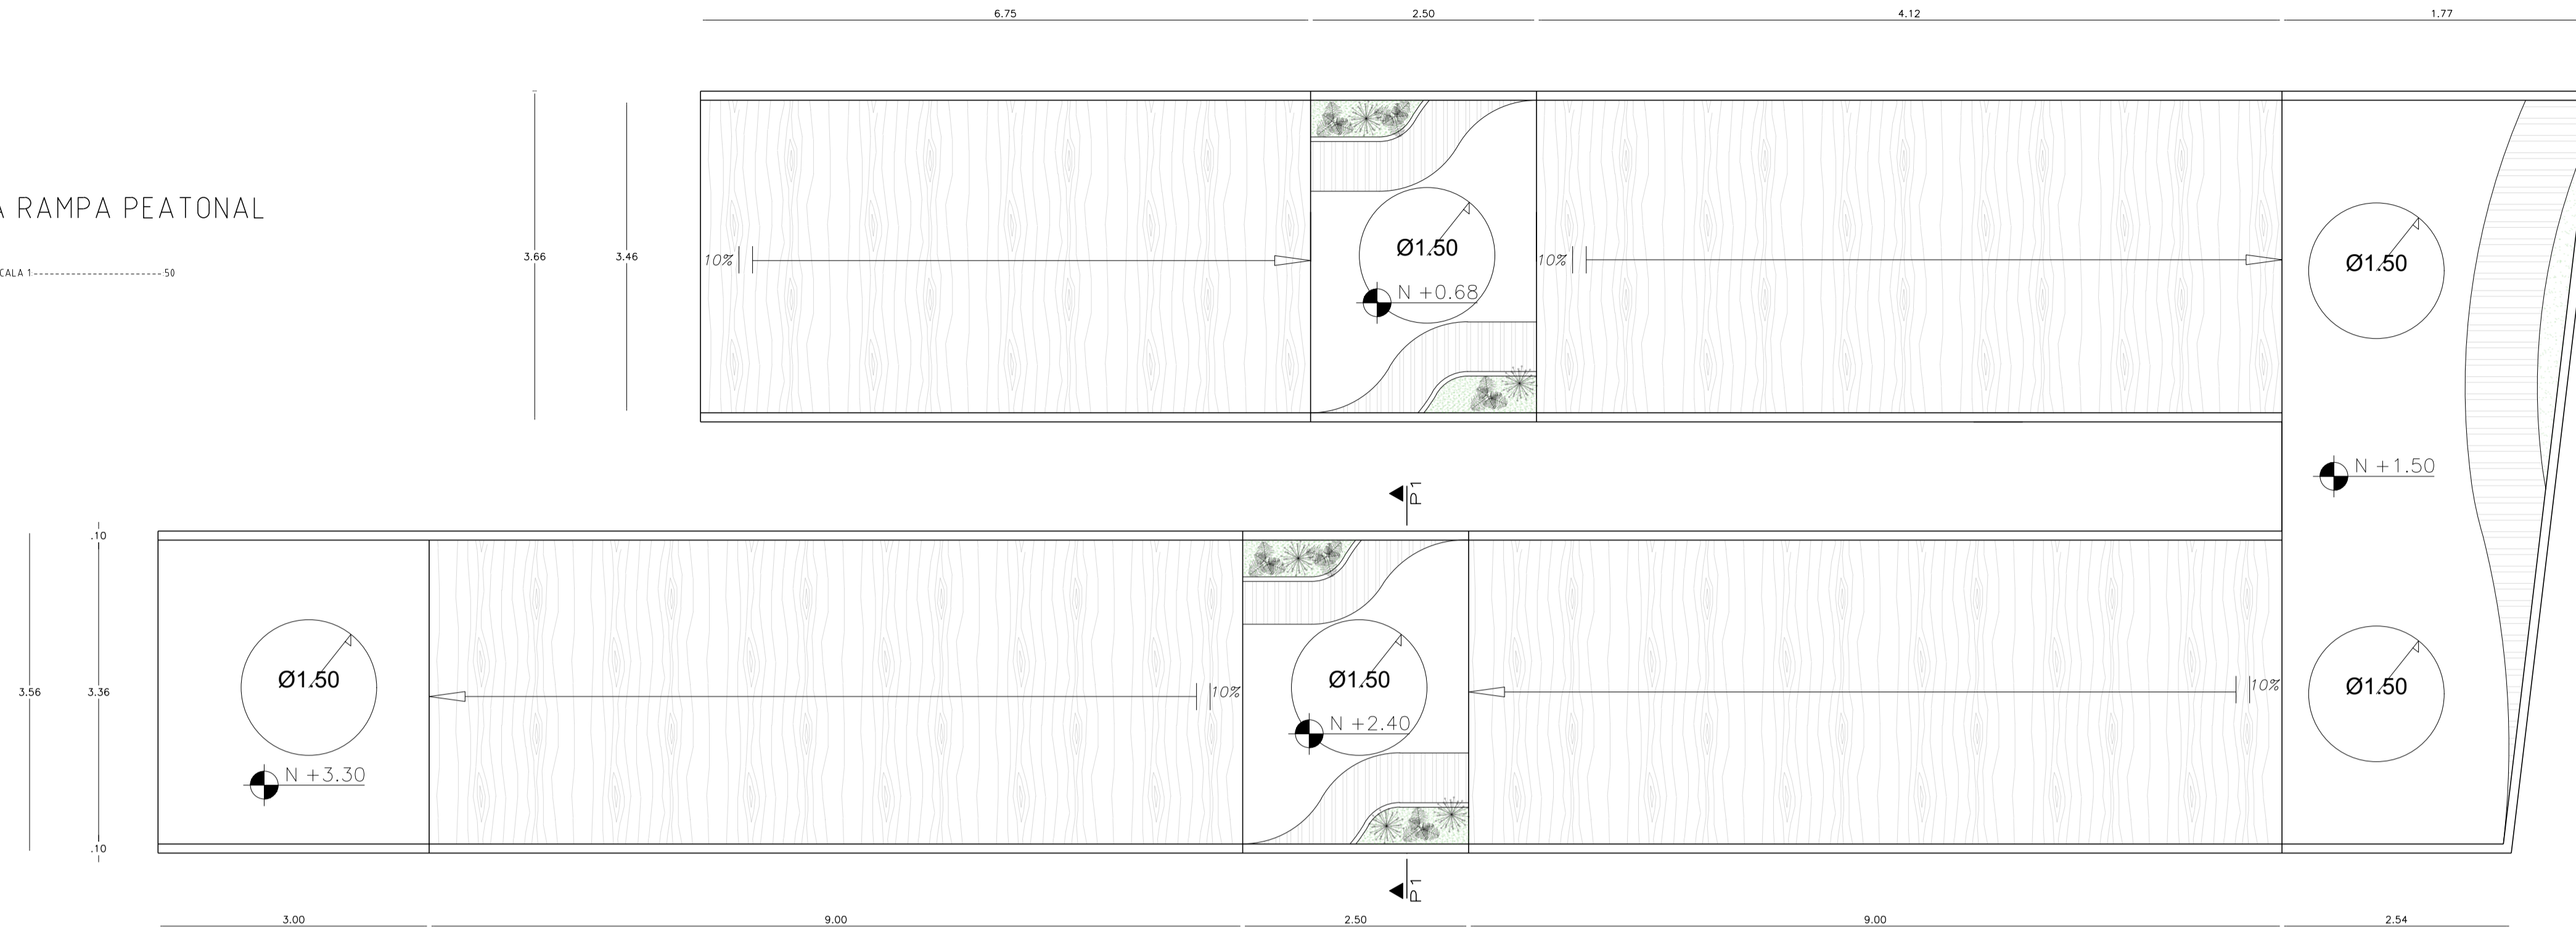 6.75 2.50 4.12 1.77
A RAMPA PEATONAL
CALA 1 50
3.66 3.46
10% 10%
Ø1.50 Ø1.50
N +0.68
N +1.50
P1
.10
3.56 3.36
.10
Ø1.50 Ø1.50 Ø1.50
10% 10%
N +2.40
N +3.30
P1
3.00 9.00 2.50 9.00 2.54